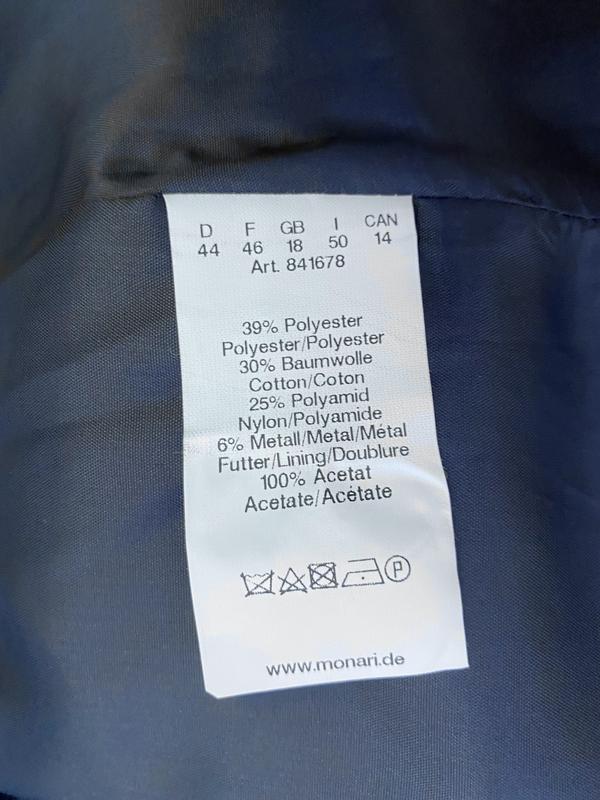 D F GB I CAN
44 46 18 50 14
Art. 841678
39% Polyester
Polyester/Polyester
30% Baumwolle
Cotton/Coton
25% Polyamid
Nylon/Polyamide
6% Metall/Metal/Métal
Futter/Lining/Doublure
100% Acetat
Acetate/Acétate
P
www.monari.de